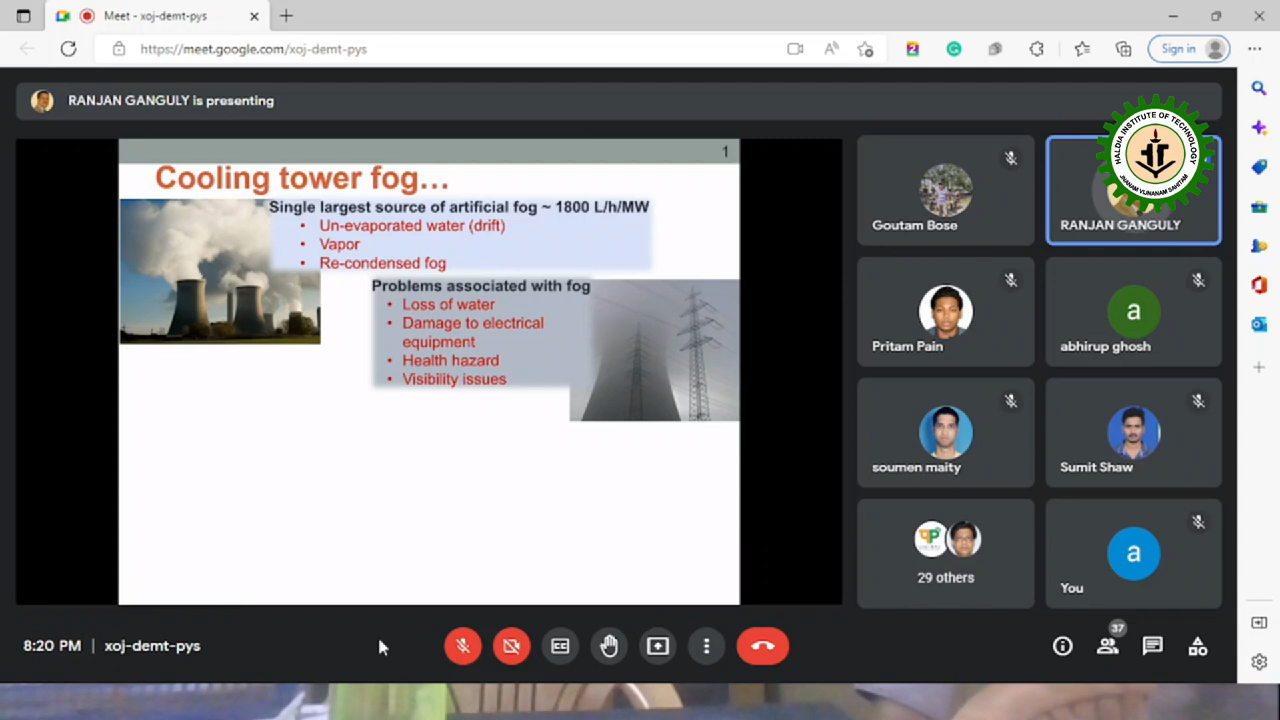 Meet - xoj-demt-pys
https://meet.google.com/xoj-demt-pys
Sign in
RANJAN GANGULY is presenting
1
Cooling tower fog…
Single largest source of artificial fog ~ 1800 L/h/MW
• Un-evaporated water (drift)
• Vapor
• Re-condensed fog
Problems associated with fog
• Loss of water
• Damage to electrical
equipment
• Health hazard
• Visibility issues
HALDIA INSTITUTE OF TECHNOLOGY
Goutam Bose
RANJAN GANGULY
Pritam Pain
a
abhirup ghosh
soumen maity
Sumit Shaw
29 others
a
You
8:20 PM | xoj-demt-pys
37